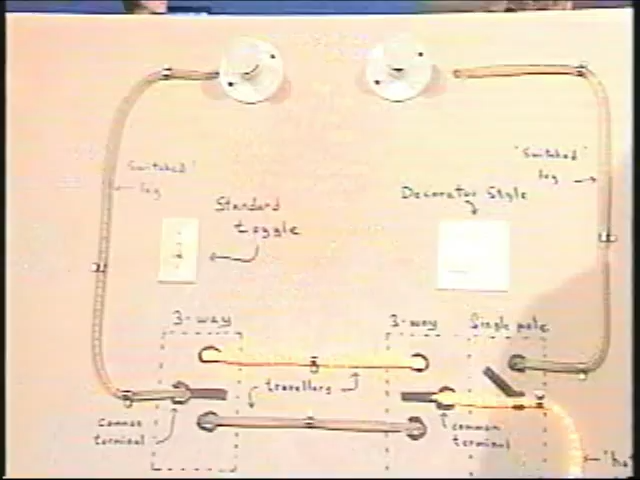 "Switched"
leg
"Switched"
leg
Decorator Style
Standard
toggle
3-way
3-way
Single pole
travellers
Common
terminal
common
terminal
"hot